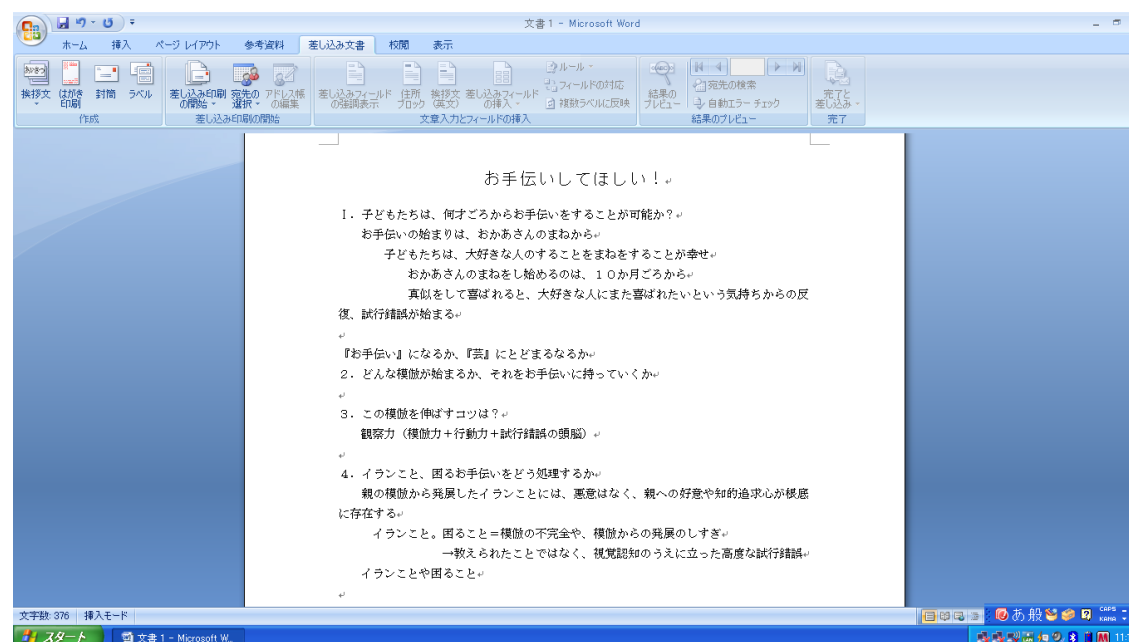 文書 1 - Microsoft Word
ホーム 挿入 ページ レイアウト 参考資料 差し込み文書 校閲 表示
挨拶文 はがき印刷 封筒 ラベル 差し込み印刷の開始 宛先の選択 アドレス帳の編集 差し込みフィールドの強調表示 住所ブロック 挨拶文(英文) 差し込みフィールドの挿入 ルール フィールドの対応 複数ラベルに反映 結果のプレビュー 宛先の検索 自動エラー チェック 完了と差し込み
作成 差し込み印刷の開始 文章入力とフィールドの挿入 結果のプレビュー 完了
お手伝いしてほしい!
1.子どもたちは、何才ごろからお手伝いをすることが可能か?
お手伝いの始まりは、おかあさんのまねから
子どもたちは、大好きな人のすることをまねをすることが幸せ
おかあさんのまねをし始めるのは、10か月ごろから
真似をして喜ばれると、大好きな人にまた喜ばれたいという気持ちからの反
復、試行錯誤が始まる
『お手伝い』になるか、『芸』にとどまるなるか
2.どんな模倣が始まるか、それをお手伝いに持っていくか
3.この模倣を伸ばすコツは?
観察力(模倣力+行動力+試行錯誤の頭脳)
4.イランこと、困るお手伝いをどう処理するか
親の模倣から発展したイランことには、悪意はなく、親への好意や知的追求心が根底
に存在する
イランこと。困ること=模倣の不完全や、模倣からの発展のしすぎ
→教えられたことではなく、視覚認知のうえに立った高度な試行錯誤
イランことや困ること
文字数: 376 挿入モード
あ 般 CAPS KANA
スタート 文書 1 - Microsoft W... 11: